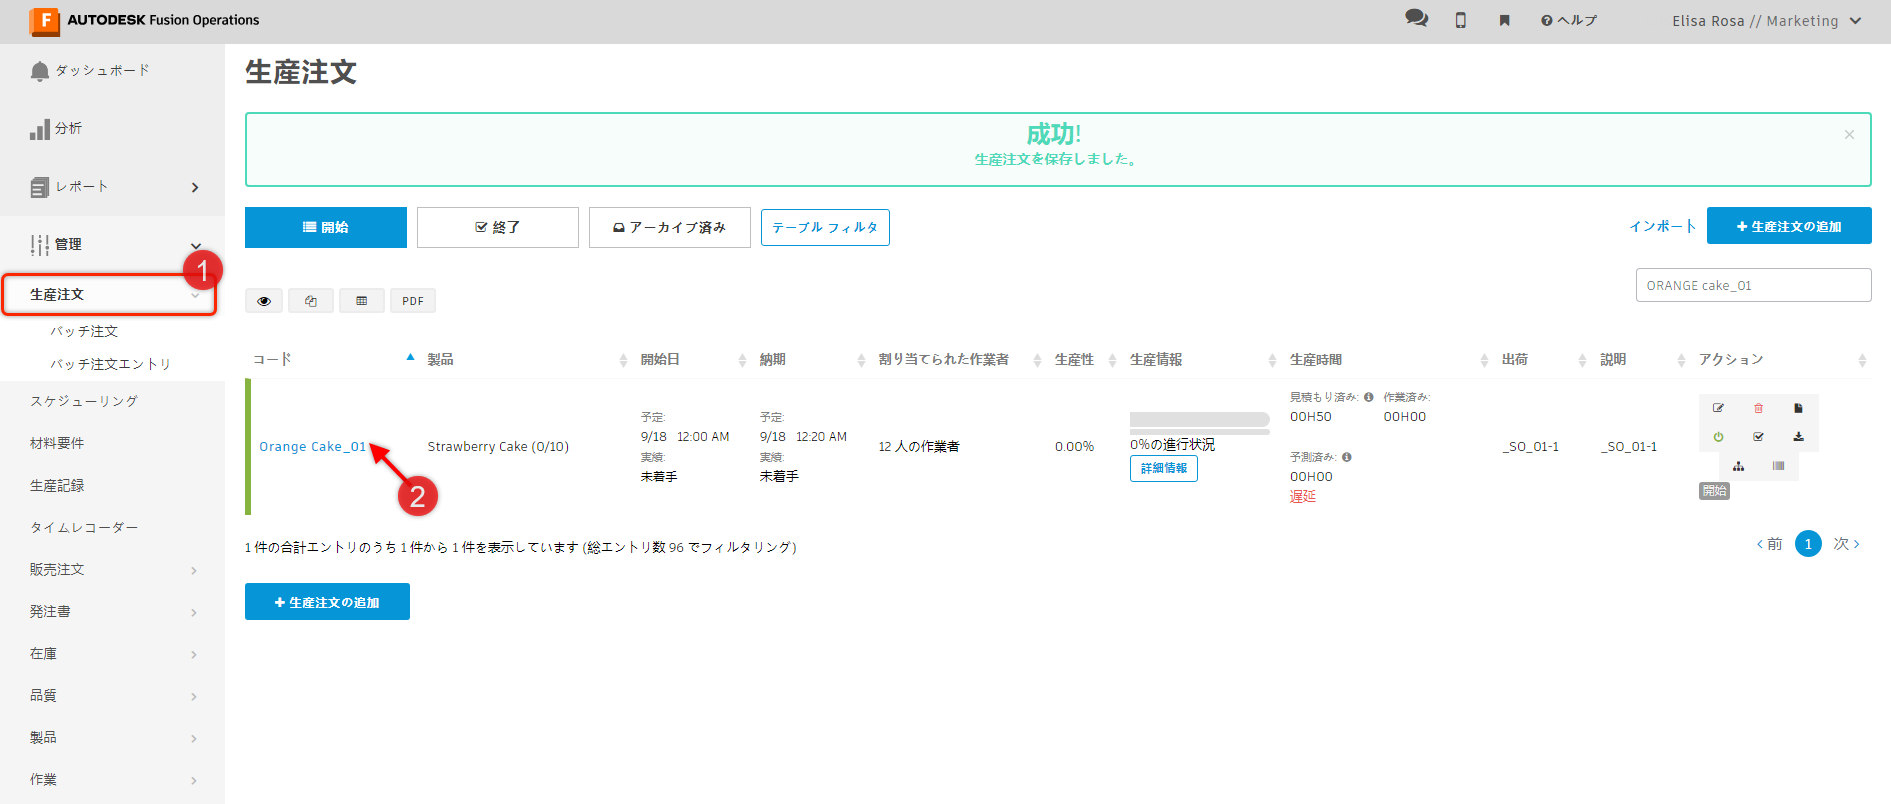 AUTODESK Fusion Operations
ヘルプ
Elisa Rosa // Marketing
ダッシュボード
分析
レポート
管理
1
生産注文
バッチ注文
バッチ注文エントリ
スケジューリング
材料要件
生産記録
タイムレコーダー
販売注文
発注書
在庫
品質
製品
作業
生産注文
成功!
×
生産注文を保存しました。
開始
終了
アーカイブ済み
テーブル フィルタ
インポート
+ 生産注文の追加
PDF
ORANGE cake_01
コード 製品 開始日 納期 割り当てられた作業者 生産性 生産情報 生産時間 出荷 説明 アクション
Orange Cake_01
2
Strawberry Cake (0/10)
予定:
9/18 12:00 AM
実績:
未着手
予定:
9/18 12:20 AM
実績:
未着手
12 人の作業者
0.00%
0%の進行状況
詳細情報
見積もり済み: 作業済み:
00H50 00H00
予測済み:
00H00
遅延
_SO_01-1
_SO_01-1
開始
1 件の合計エントリのうち 1 件から 1 件を表示しています (総エントリ数 96 でフィルタリング)
前 1 次
+ 生産注文の追加